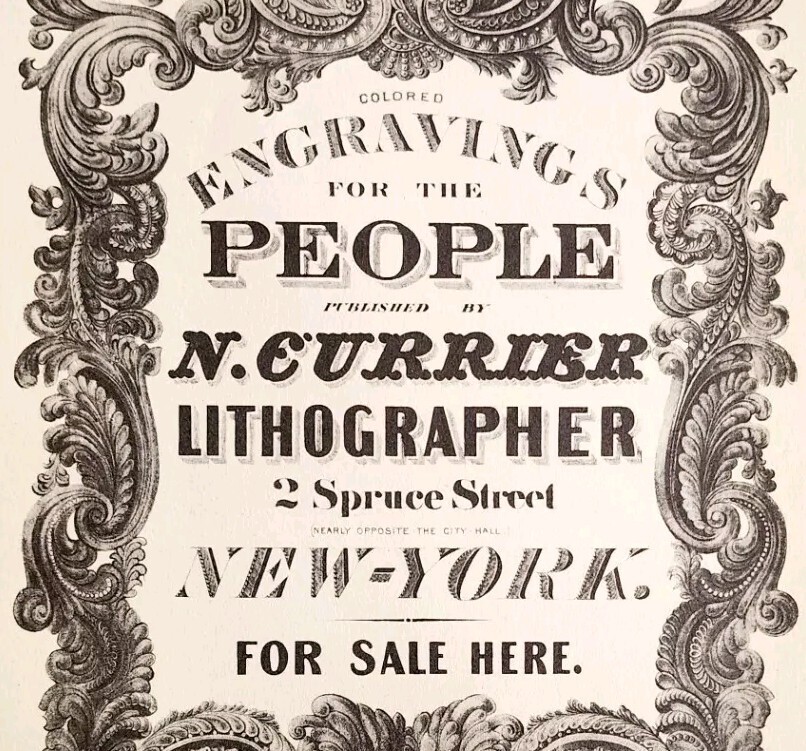 COLORED
ENGRAVINGS
FOR THE
PEOPLE
PUBLISHED BY
N. CURRIER
LITHOGRAPHER
2 Spruce Street
(NEARLY OPPOSITE THE CITY HALL.)
NEW-YORK.
FOR SALE HERE.